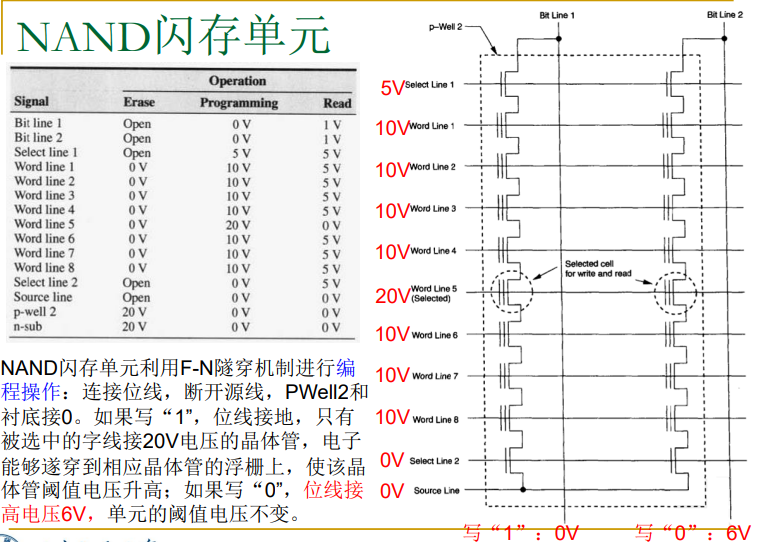 NAND闪存单元
Operation
Signal Erase Programming Read
Bit line 1 Open 0 V 1 V
Bit line 2 Open 0 V 1 V
Select line 1 Open 5 V 5 V
Word line 1 0 V 10 V 5 V
Word line 2 0 V 10 V 5 V
Word line 3 0 V 10 V 5 V
Word line 4 0 V 10 V 5 V
Word line 5 0 V 20 V 0 V
Word line 6 0 V 10 V 5 V
Word line 7 0 V 10 V 5 V
Word line 8 0 V 10 V 5 V
Select line 2 Open 0 V 5 V
Source line Open 0 V 0 V
p-well 2 20 V 0 V 0 V
n-sub 20 V 0 V 0 V
NAND闪存单元利用F-N隧穿机制进行编
程操作：连接位线，断开源线，PWell2和
衬底接0。如果写“1”，位线接地，只有
被选中的字线接20V电压的晶体管，电子
能够遂穿到相应晶体管的浮栅上，使该晶
体管阈值电压升高；如果写“0”，位线接
高电压6V，单元的阈值电压不变。
p–Well 2
Bit Line 1
Bit Line 2
5V Select Line 1
10V Word Line 1
10V Word Line 2
10V Word Line 3
10V Word Line 4
Selected cell
for write and read
20V Word Line 5
(Selected)
10V Word Line 6
10V Word Line 7
10V Word Line 8
0V Select Line 2
0V Source Line
写“1”：0V
写“0”：6V